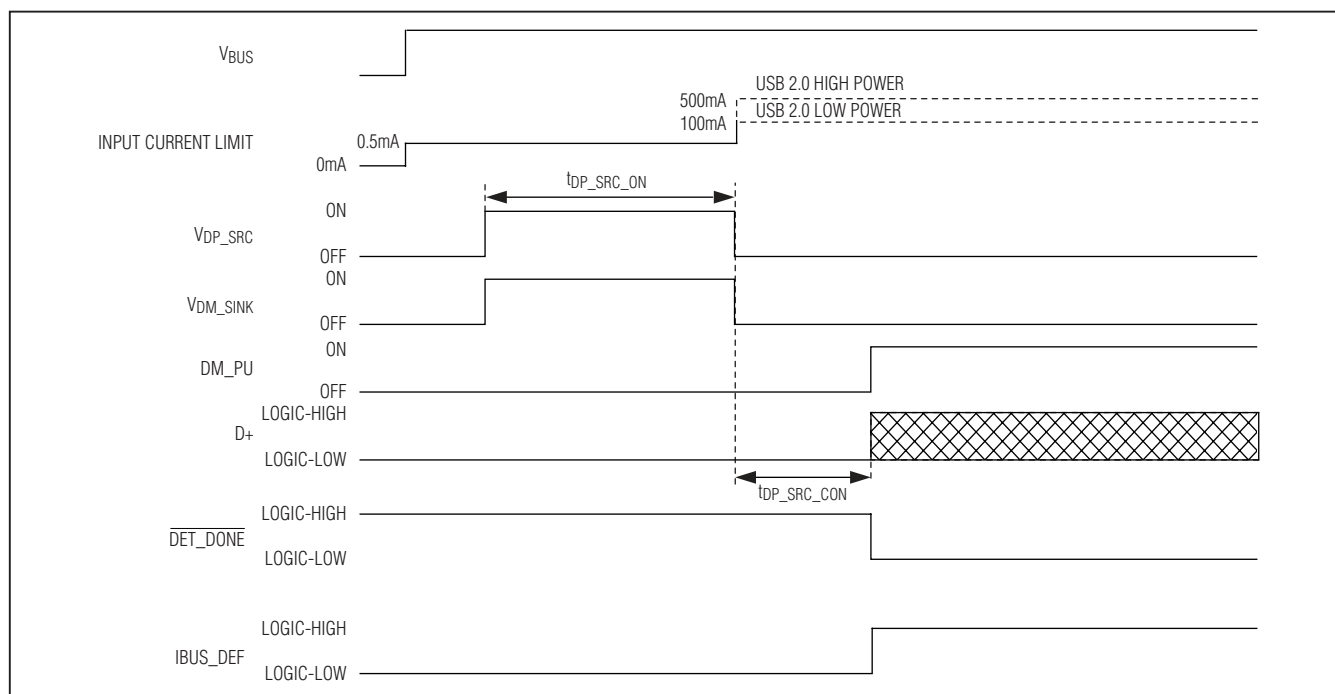 VBUS
500mA
USB 2.0 HIGH POWER
USB 2.0 LOW POWER
100mA
INPUT CURRENT LIMIT
0.5mA
0mA
tDP_SRC_ON
ON
VDP_SRC
OFF
ON
VDM_SINK
OFF
ON
DM_PU
OFF
LOGIC-HIGH
D+
LOGIC-LOW
tDP_SRC_CON
LOGIC-HIGH
DET_DONE
LOGIC-LOW
LOGIC-HIGH
IBUS_DEF
LOGIC-LOW